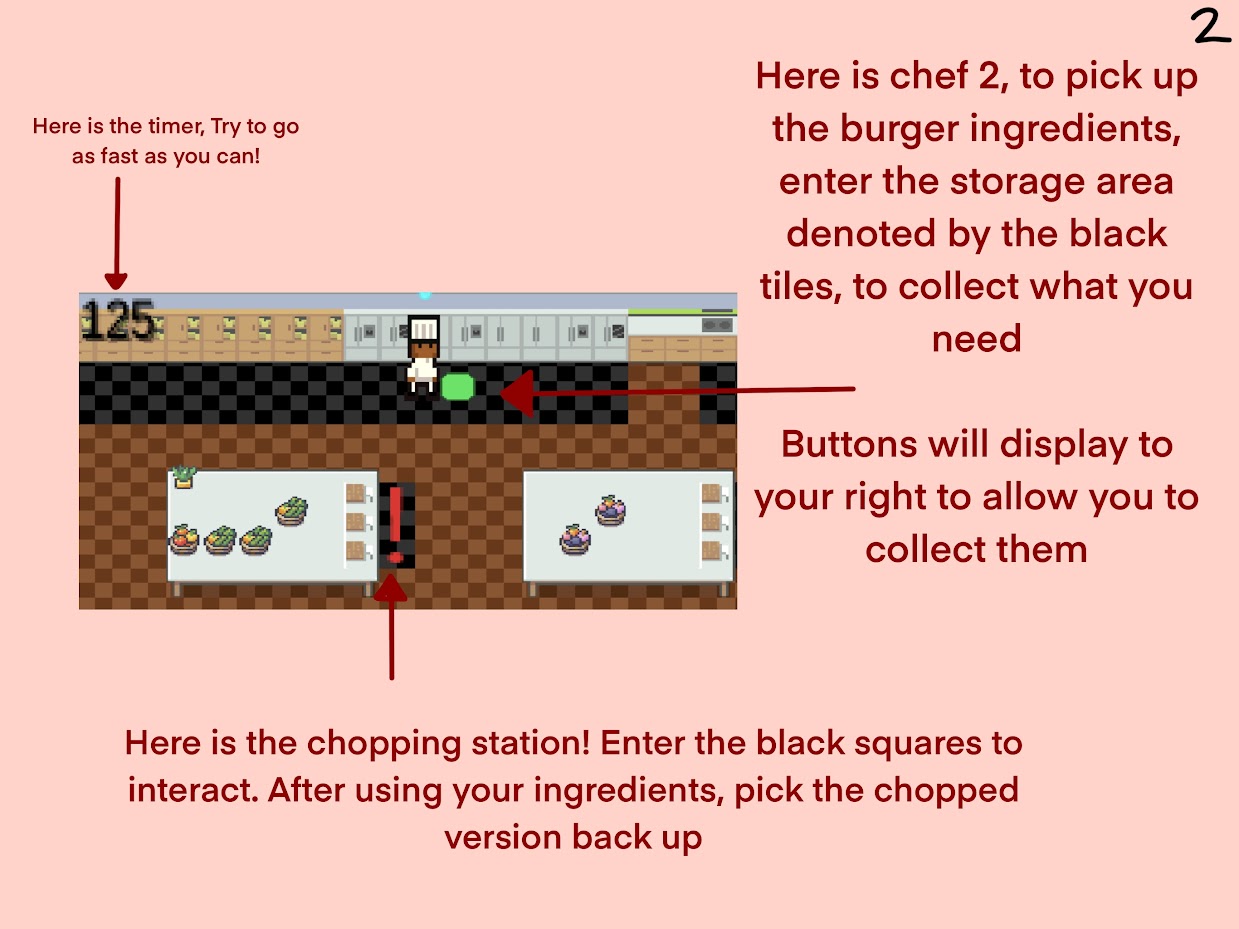 2
Here is chef 2, to pick up
the burger ingredients,
enter the storage area
denoted by the black
tiles, to collect what you
need
Here is the timer, Try to go
as fast as you can!
125
Buttons will display to
your right to allow you to
collect them
Here is the chopping station! Enter the black squares to
interact. After using your ingredients, pick the chopped
version back up